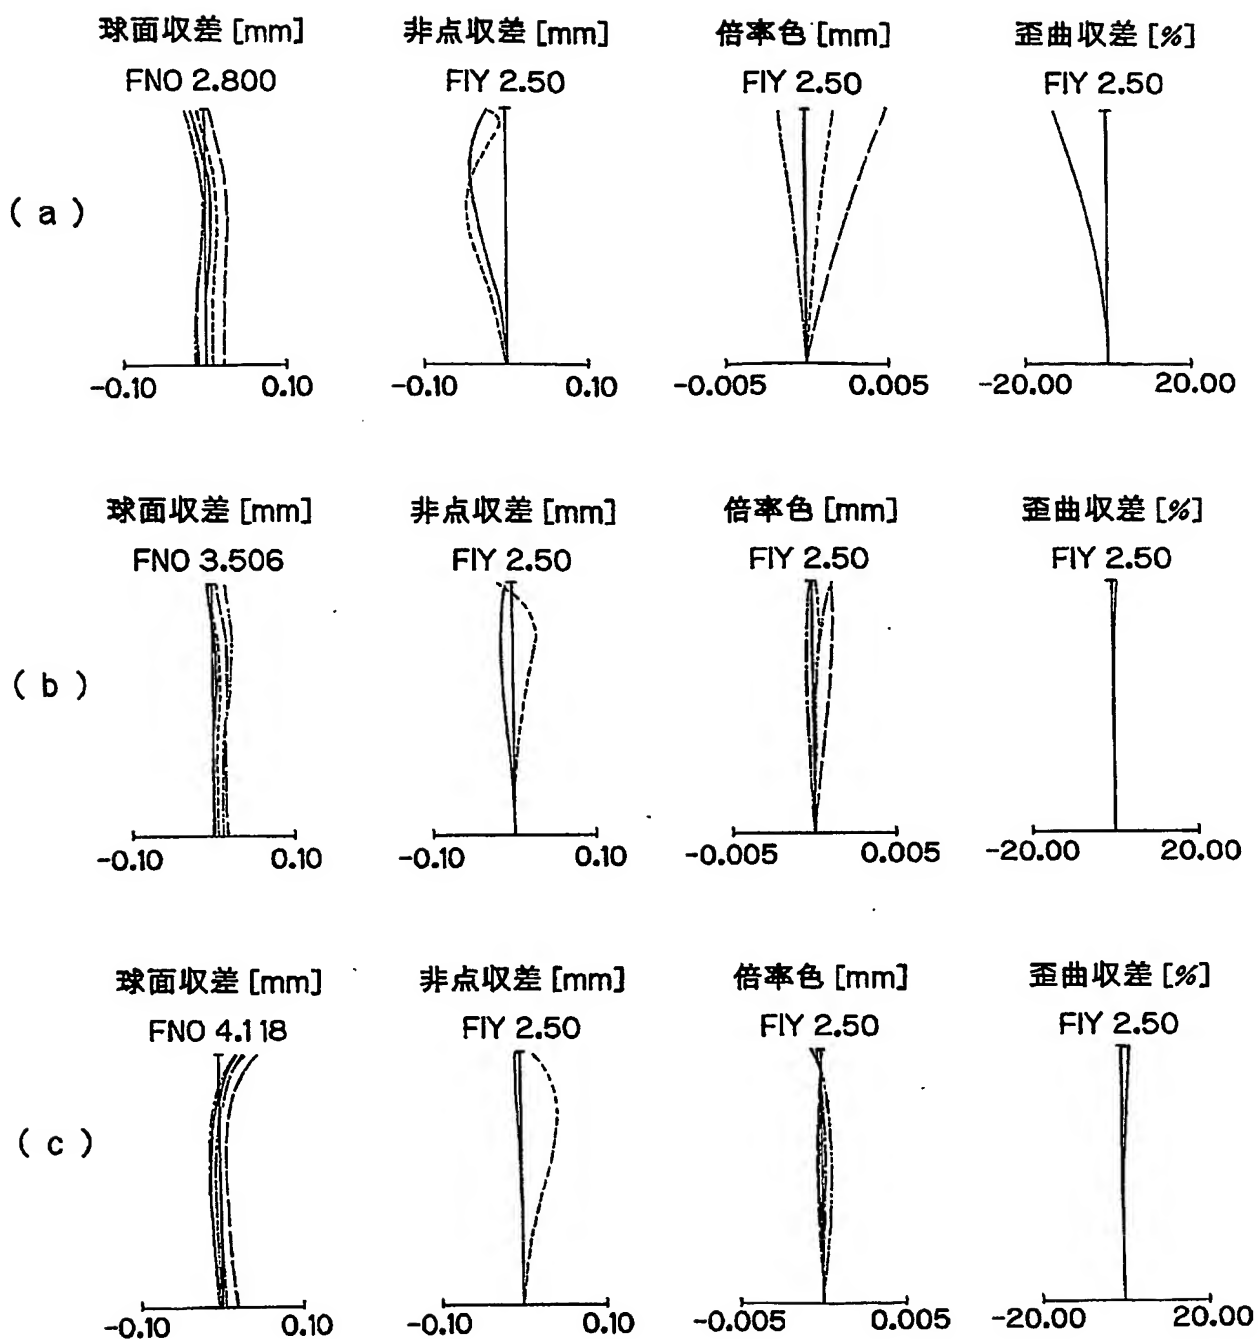 球面収差 [mm] 非点収差 [mm] 倍率色 [mm] 歪曲収差 [%]
FNO 2.800 FIY 2.50 FIY 2.50 FIY 2.50
(a)
-0.10 0.10 -0.10 0.10 -0.005 0.005 -20.00 20.00
球面収差 [mm] 非点収差 [mm] 倍率色 [mm] 歪曲収差 [%]
FNO 3.506 FIY 2.50 FIY 2.50 FIY 2.50
(b)
-0.10 0.10 -0.10 0.10 -0.005 0.005 -20.00 20.00
球面収差 [mm] 非点収差 [mm] 倍率色 [mm] 歪曲収差 [%]
FNO 4.118 FIY 2.50 FIY 2.50 FIY 2.50
(c)
-0.10 0.10 -0.10 0.10 -0.005 0.005 -20.00 20.00